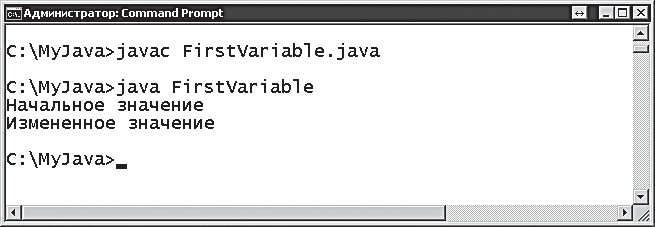 Администратор: Command Prompt
C:\MyJava>javac FirstVariable.java
C:\MyJava>java FirstVariable
Начальное значение
Измененное значение
C:\MyJava>_